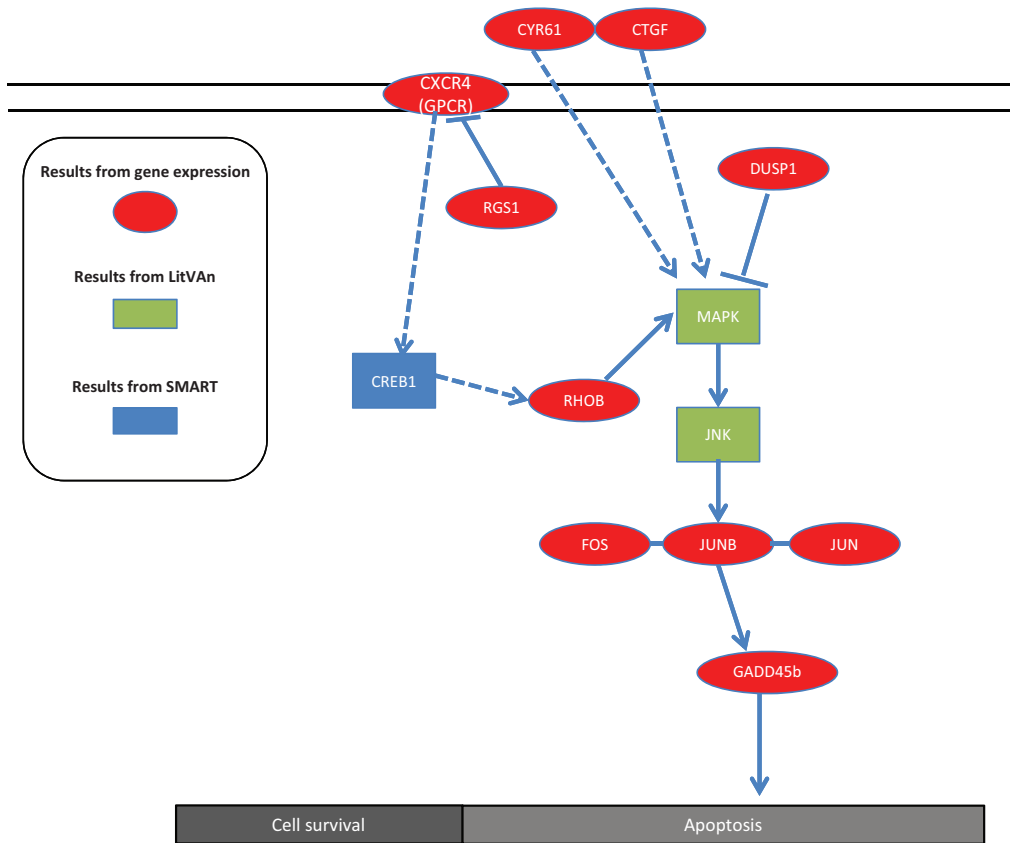 CYR61
CTGF
CXCR4
(GPCR)
DUSP1
Results from gene expression
RGS1
Results from LitVAn
MAPK
CREB1
Results from SMART
RHOB
JNK
FOS
JUNB
JUN
GADD45b
Cell survival
Apoptosis